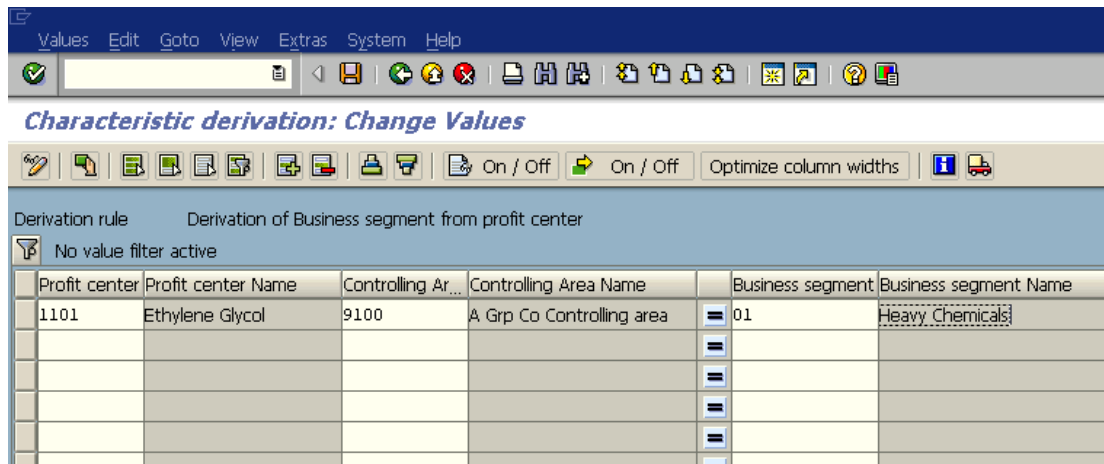 Values Edit Goto View Extras System Help
Characteristic derivation: Change Values
On / Off On / Off Optimize column widths
Derivation rule Derivation of Business segment from profit center
No value filter active
Profit center Profit center Name Controlling Ar... Controlling Area Name Business segment Business segment Name
1101 Ethylene Glycol 9100 A Grp Co Controlling area = 01 Heavy Chemicals
=
=
=
=